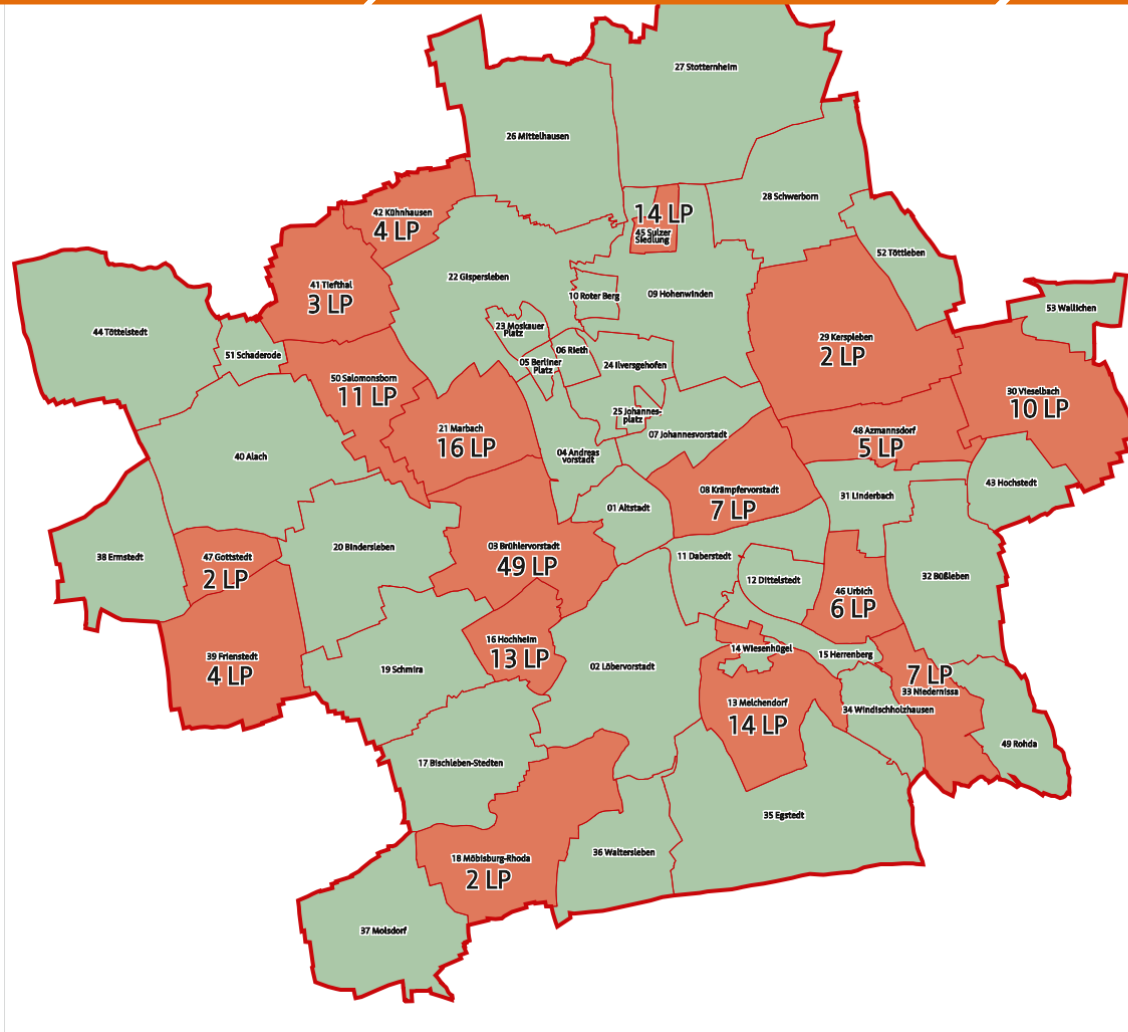 27 Stotternheim
26 Mittelhausen
28 Schwerborn
42 Kühnhausen
4 LP
14 LP
45 Sulzer
Siedlung
52 Töttleben
22 Gispersleben
41 Tiefthal
3 LP
10 Roter Berg
09 Hohenwinden
53 Wallichen
44 Töttelstedt
23 Moskauer
Platz
29 Kerspleben
2 LP
51 Schaderode
06 Rieth
05 Berliner
Platz
24 Ilversgehofen
50 Salomonsborn
11 LP
30 Vieselbach
10 LP
25 Johannes-
platz
21 Marbach
16 LP
07 Johannesvorstadt
48 Azmannsdorf
5 LP
40 Alach
04 Andreas
vorstadt
43 Hochstedt
08 Krämpfervorstadt
7 LP
31 Linderbach
01 Altstadt
20 Bindersleben
03 Brühlervorstadt
49 LP
38 Ermstedt
47 Gottstedt
2 LP
11 Daberstedt
12 Dittelstedt
32 Büßleben
46 Urbich
6 LP
16 Hochheim
13 LP
14 Wiesenhügel
15 Herrenberg
39 Frienstedt
4 LP
19 Schmira
02 Löbervorstadt
7 LP
33 Niedernissa
13 Melchendorf
14 LP
34 Windischholzhausen
49 Rohda
17 Bischleben-Stedten
35 Egstedt
36 Waltersleben
18 Möbisburg-Rhoda
2 LP
37 Molsdorf